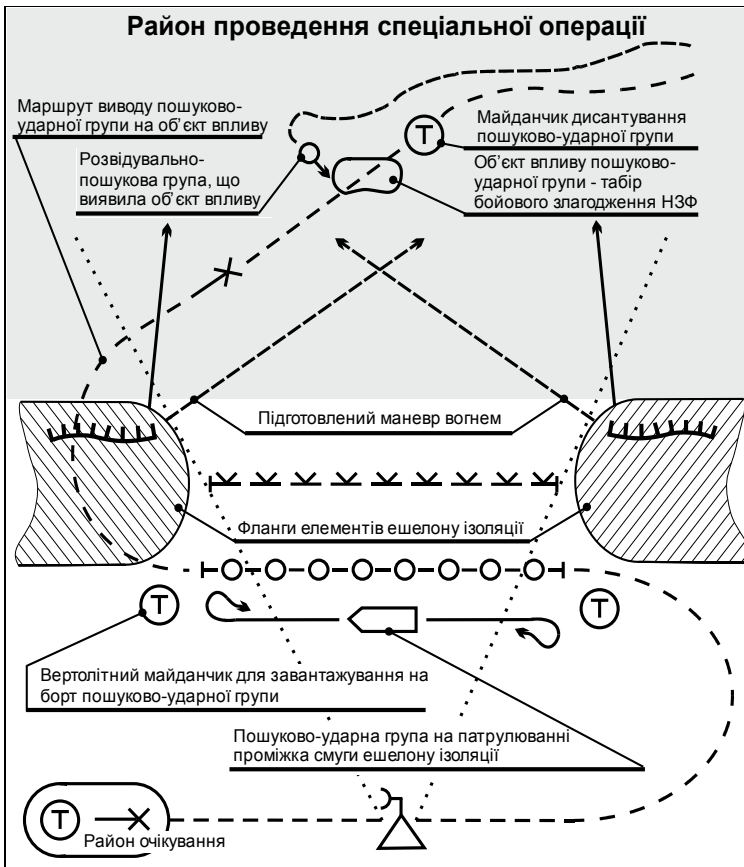 Район проведення спеціальної операції
Маршрут виводу пошуково-
ударної групи на об’єкт впливу
Майданчик дисантування
пошуково-ударної групи
Т
Розвідувально-
пошукова група, що
виявила об’єкт впливу
Об’єкт впливу пошуково-
ударної групи - табір
бойового злагодження НЗФ
Підготовлений маневр вогнем
Фланги елементів ешелону ізоляції
Т
Т
Вертолітний майданчик для завантажування на
борт пошуково-ударної групи
Пошуково-ударна група на патрулюванні
проміжка смуги ешелону ізоляції
Т
Район очікування